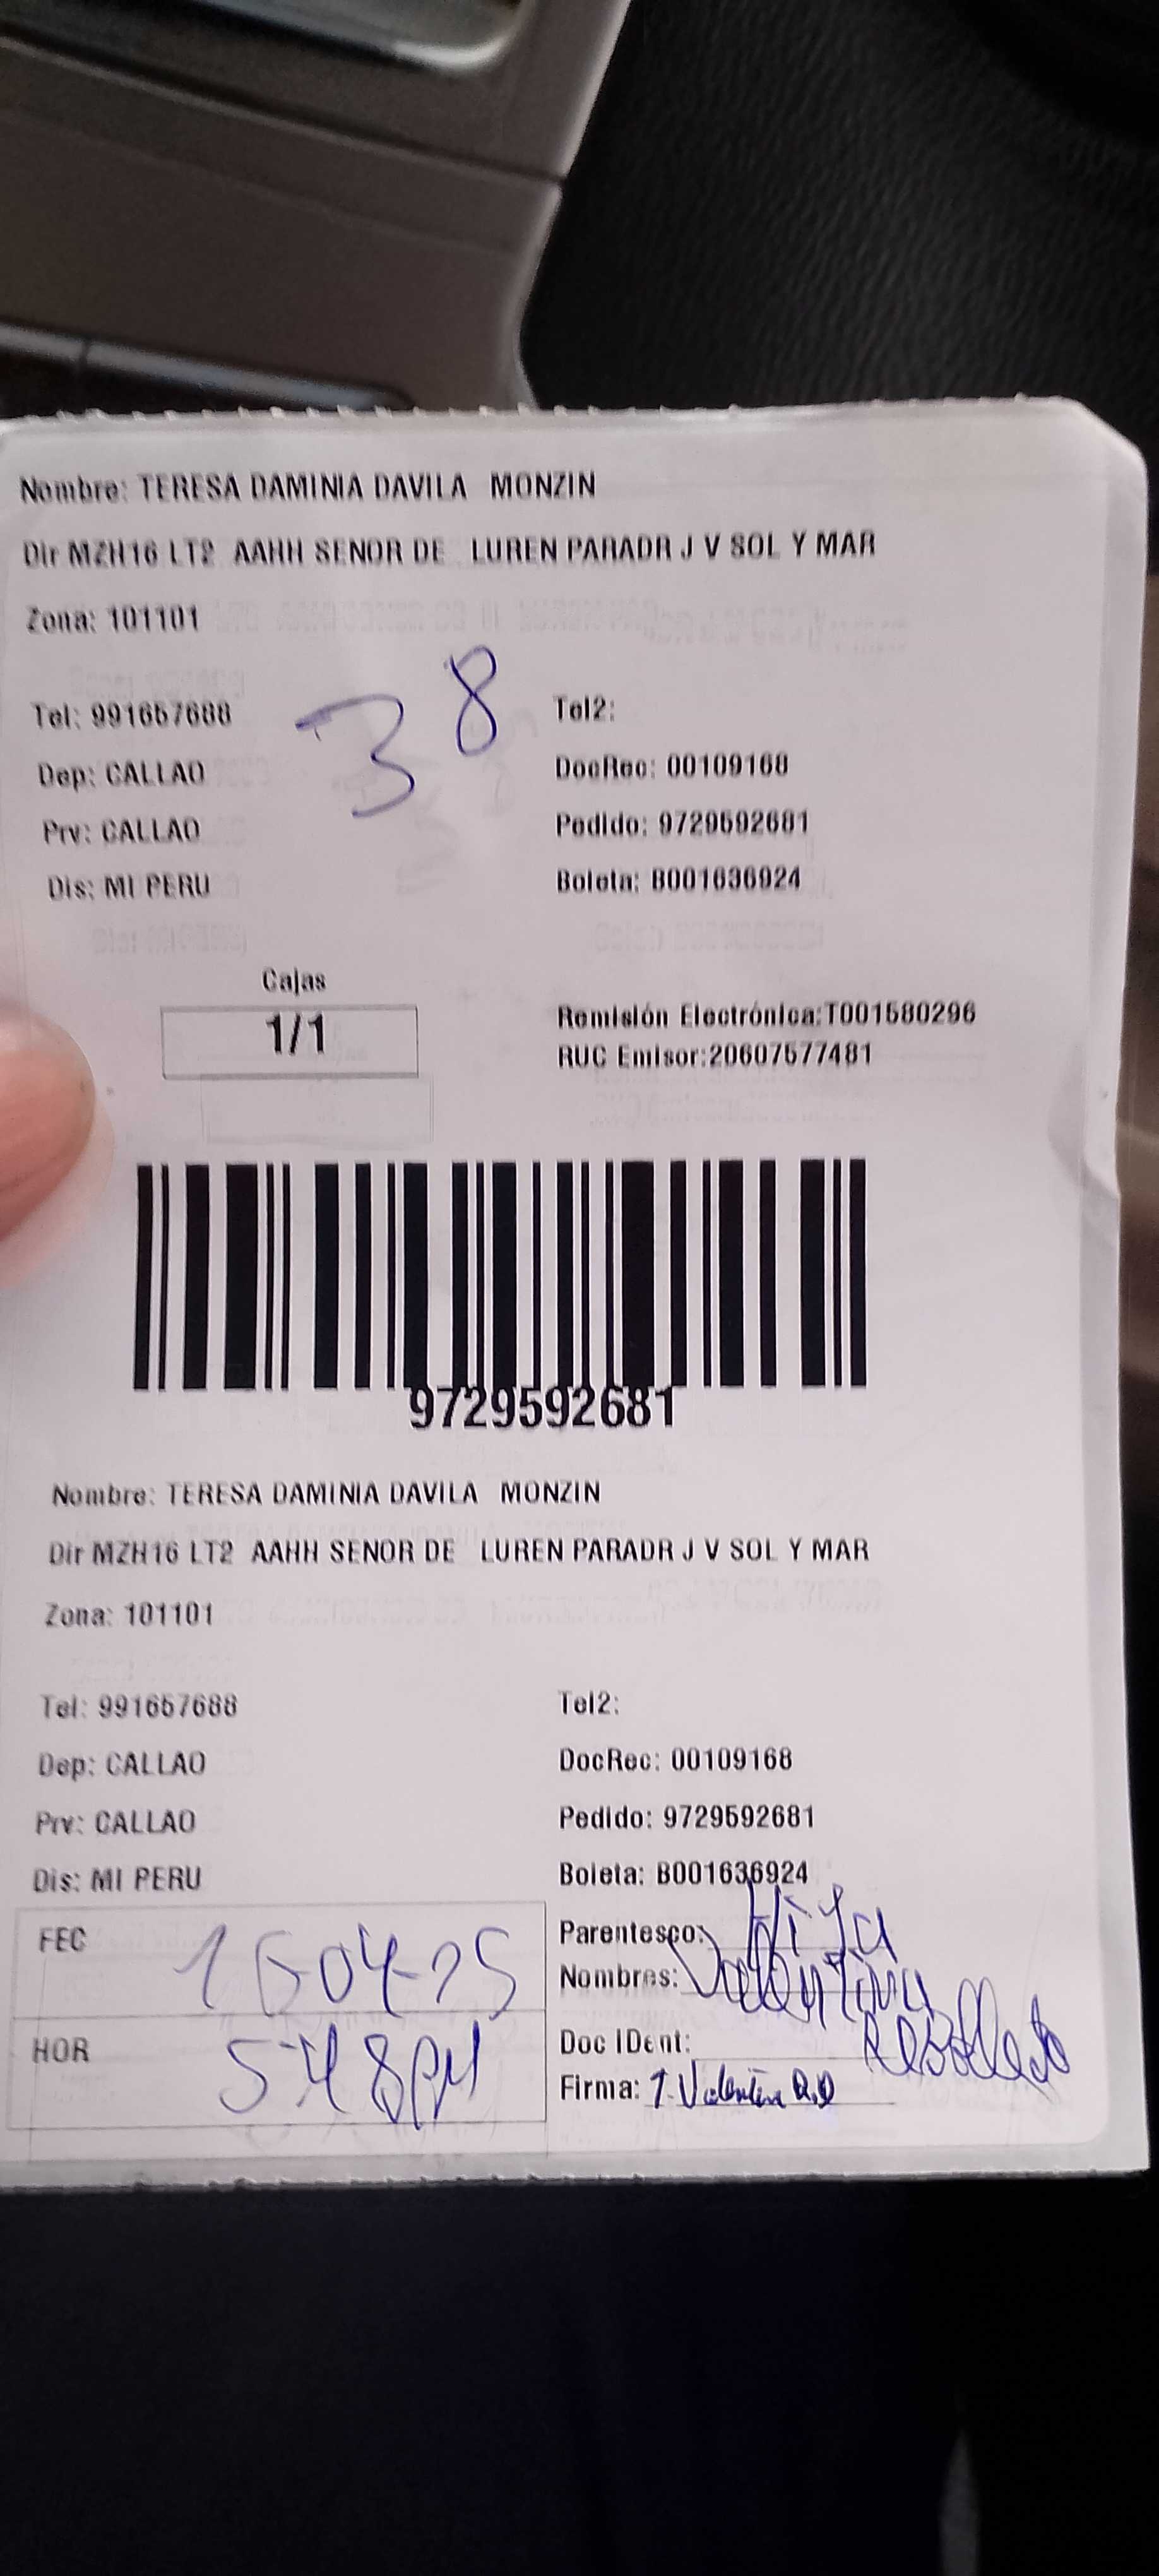 Nombre: TERESA DAMINIA DAVILA MONZIN
Dir MZH16 LT2 AAHH SENOR DE LUREN PARADR J V SOL Y MAR
Zona: 101101
38
Tel: 991657688 Tel2:
Dep: CALLAO DocRec: 00109168
Prv: CALLAO Pedido: 9729592681
Dis: MI PERU Boleta: B001636924
Cajas
1/1
Remisión Electrónica:T001580296
RUC Emisor:20607577481
9729592681
Nombre: TERESA DAMINIA DAVILA MONZIN
Dir MZH16 LT2 AAHH SENOR DE LUREN PARADR J V SOL Y MAR
Zona: 101101
Tel: 991657688 Tel2:
Dep: CALLAO DocRec: 00109168
Prv: CALLAO Pedido: 9729592681
Dis: MI PERU Boleta: B001636924
FEC
Parentesco: Hija
Nombres: Valentina
HOR 5 48 PM
Doc IDent:
Firma: Valentina